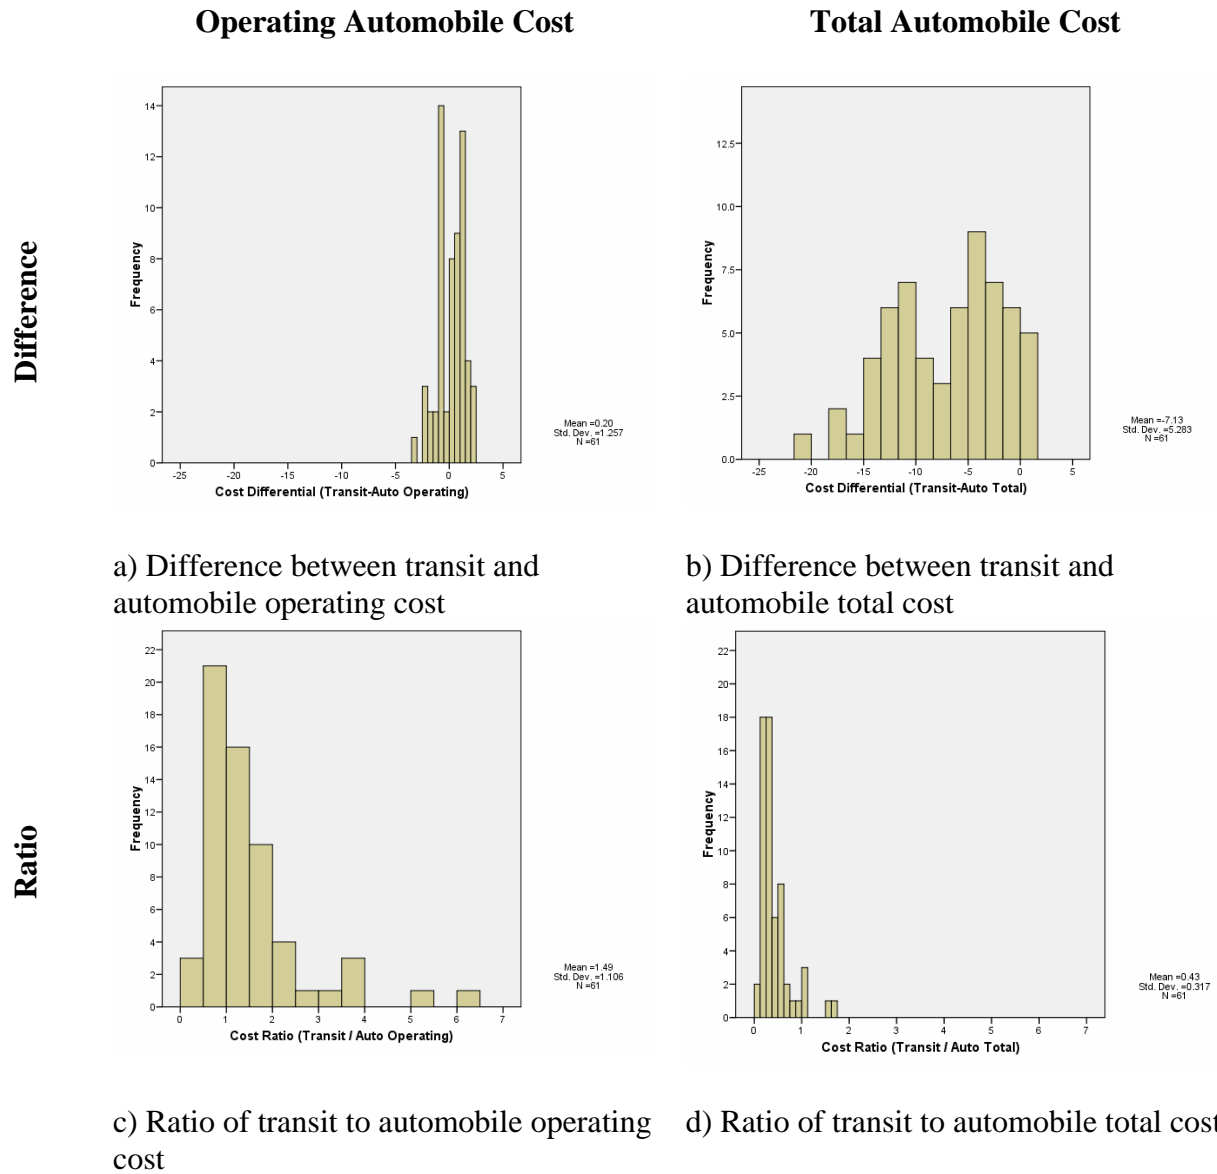 Operating Automobile Cost
Total Automobile Cost
Difference
14
12
10
8
6
4
2
0
Frequency
-25
-20
-15
-10
-5
0
5
Cost Differential (Transit-Auto Operating)
Mean =0.20
Std. Dev. =1.257
N =61
12.5
10.0
7.5
5.0
2.5
0.0
Frequency
-25
-20
-15
-10
-5
0
5
Cost Differential (Transit-Auto Total)
Mean =-7.13
Std. Dev. =5.283
N =61
a) Difference between transit and
automobile operating cost
b) Difference between transit and
automobile total cost
Ratio
22
20
18
16
14
12
10
8
6
4
2
0
Frequency
0
1
2
3
4
5
6
7
Cost Ratio (Transit / Auto Operating)
Mean =1.49
Std. Dev. =1.106
N =61
22
20
18
16
14
12
10
8
6
4
2
0
Frequency
0
1
2
3
4
5
6
7
Cost Ratio (Transit / Auto Total)
Mean =0.43
Std. Dev. =0.317
N =61
c) Ratio of transit to automobile operating
cost
d) Ratio of transit to automobile total cost